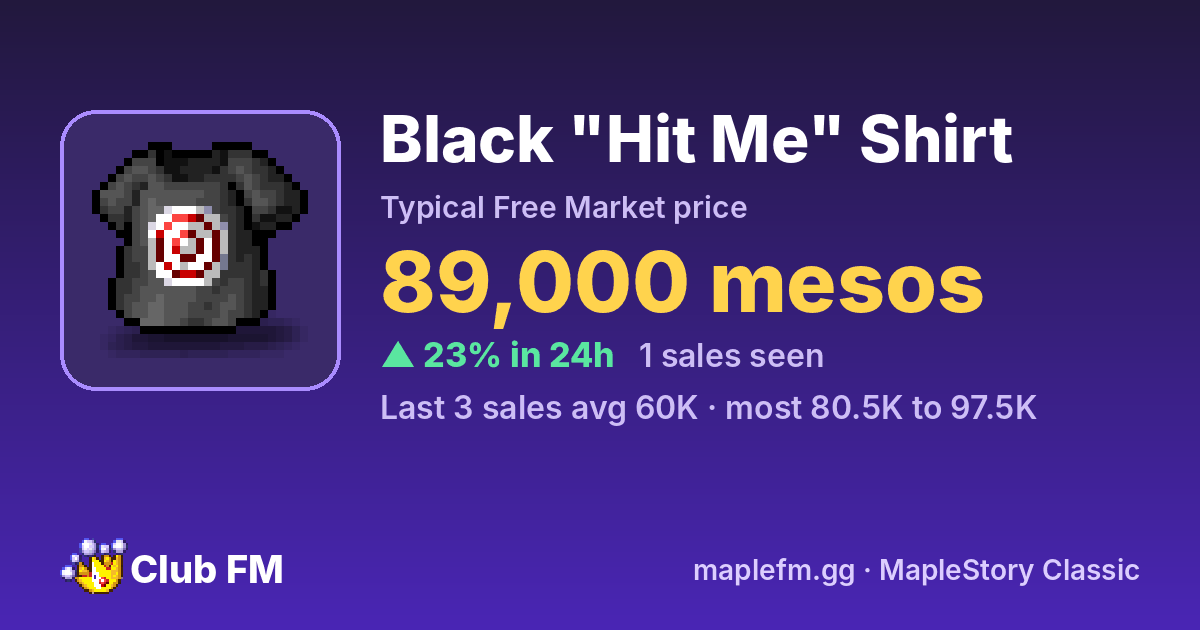 Black "Hit Me" Shirt
Typical Free Market price
89,000 mesos
▲ 23% in 24h 1 sales seen
Last 3 sales avg 60K · most 80.5K to 97.5K
Club FM
maplefm.gg · MapleStory Classic